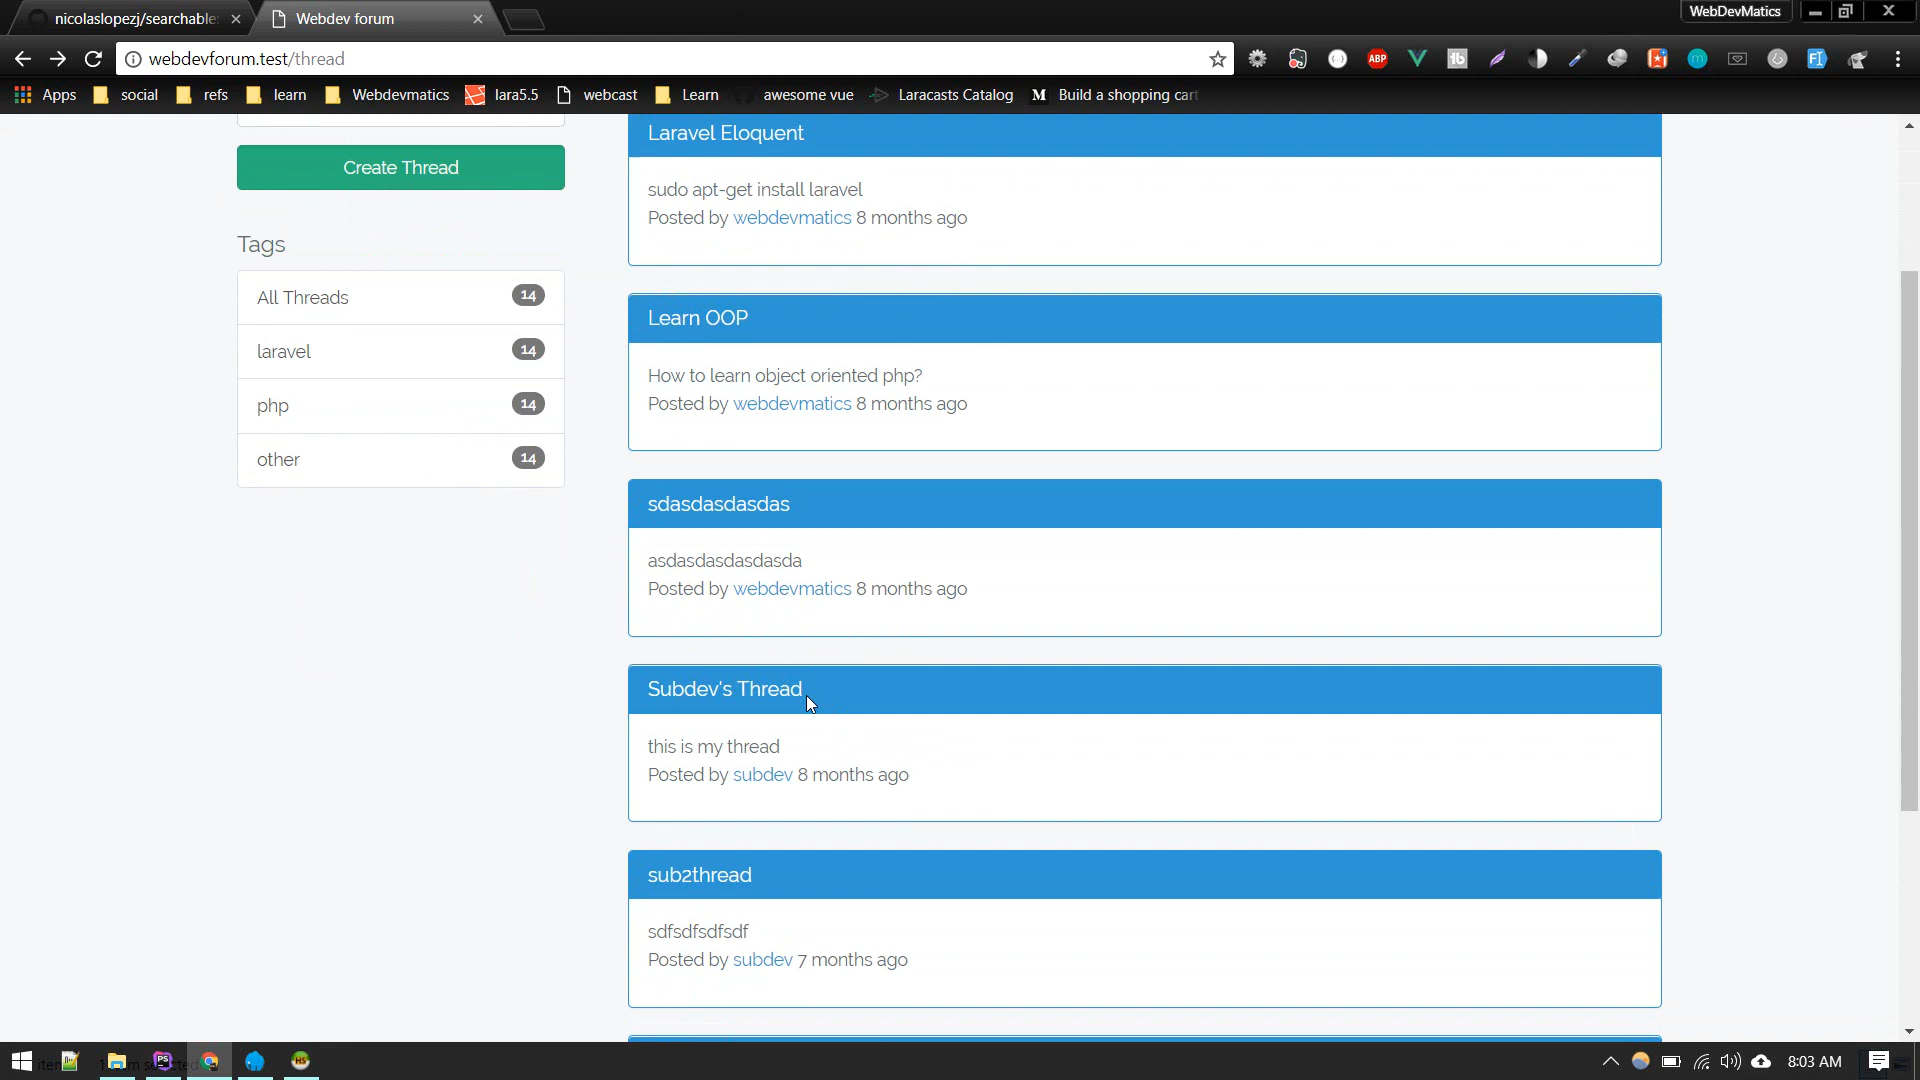 nicolaslopezj/searchable:
Webdev forum
WebDevMatics
webdevforum.test/thread
ABP
Apps
social
refs
learn
Webdevmatics
lara5.5
webcast
Learn
awesome vue
Laracasts Catalog
M
Build a shopping cart
Create Thread
Tags
All Threads 14
laravel 14
php 14
other 14
Laravel Eloquent
sudo apt-get install laravel
Posted by webdevmatics 8 months ago
Learn OOP
How to learn object oriented php?
Posted by webdevmatics 8 months ago
sdasdasdasdas
asdasdasdasdasda
Posted by webdevmatics 8 months ago
Subdev's Thread
this is my thread
Posted by subdev 8 months ago
sub2thread
sdfsdfsdfsdf
Posted by subdev 7 months ago
8:03 AM